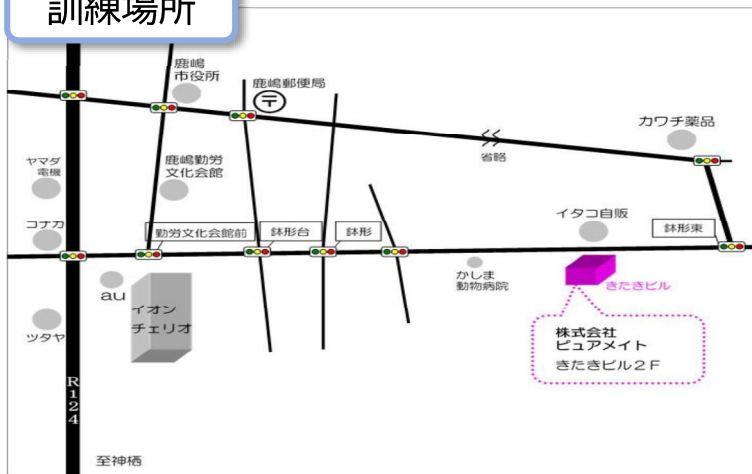 訓練場所
鹿嶋
市役所
鹿嶋郵便局
〒
カワチ薬品
省略
ヤマダ
電機
鹿嶋勤労
文化会館
コナカ
勤労文化会館前
鉢形台
鉢形
イタコ自販
鉢形東
au
イオン
チェリオ
かしま
動物病院
きたきビル
ツタヤ
株式会社
ピュアメイト
きたきビル2F
R124
至神栖